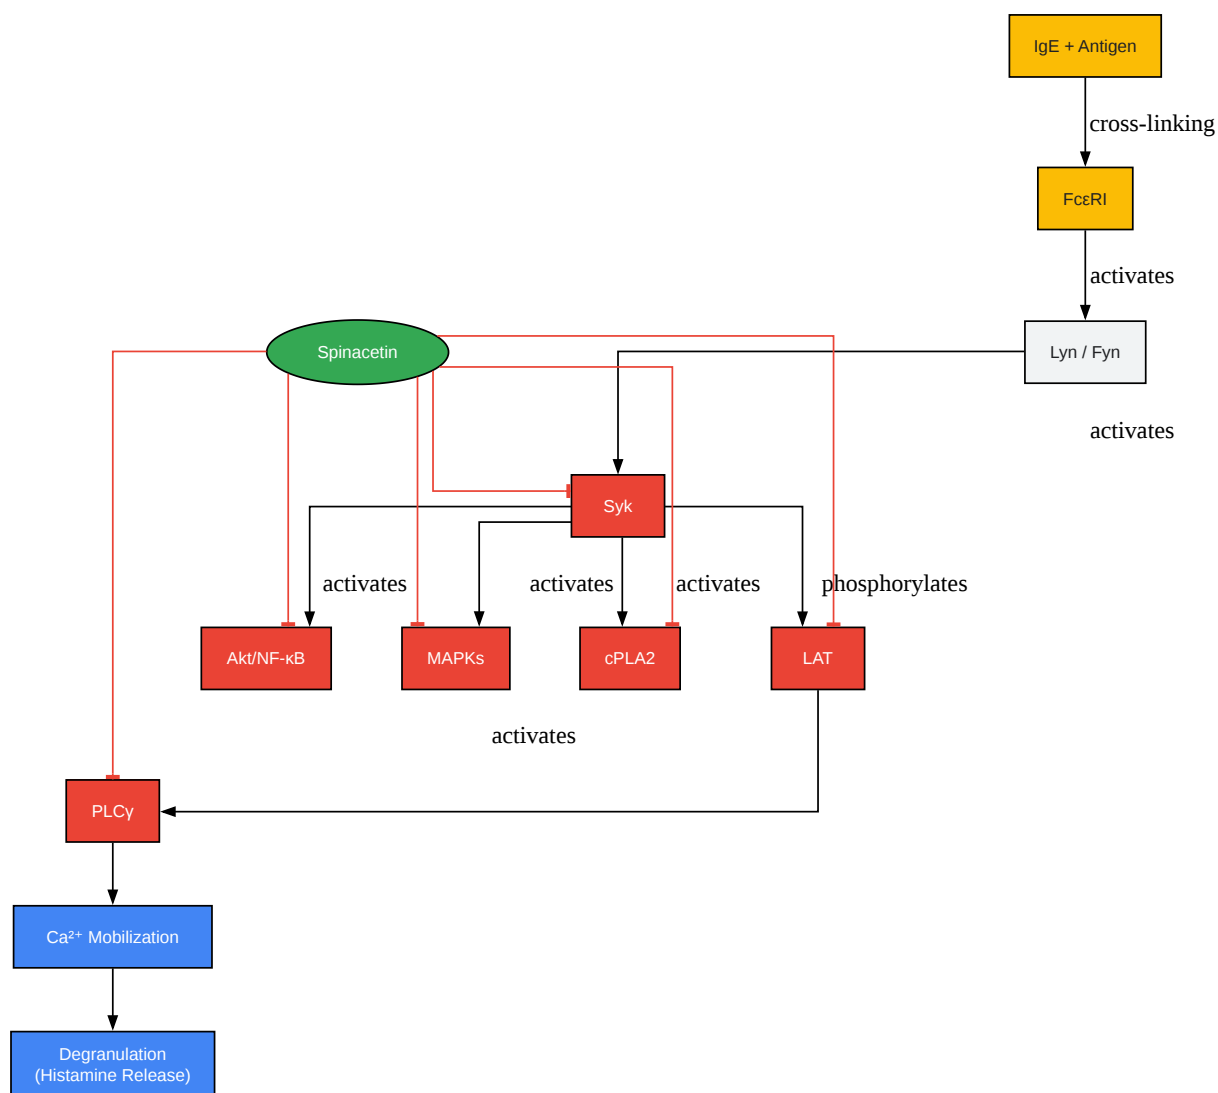 IgE + Antigen
cross-linking
FcεRI
activates
Spinacetin
Lyn / Fyn
activates
Syk
activates
activates
activates
phosphorylates
Akt/NF-κB
MAPKs
cPLA2
LAT
activates
PLCγ
Ca²⁺ Mobilization
Degranulation
(Histamine Release)